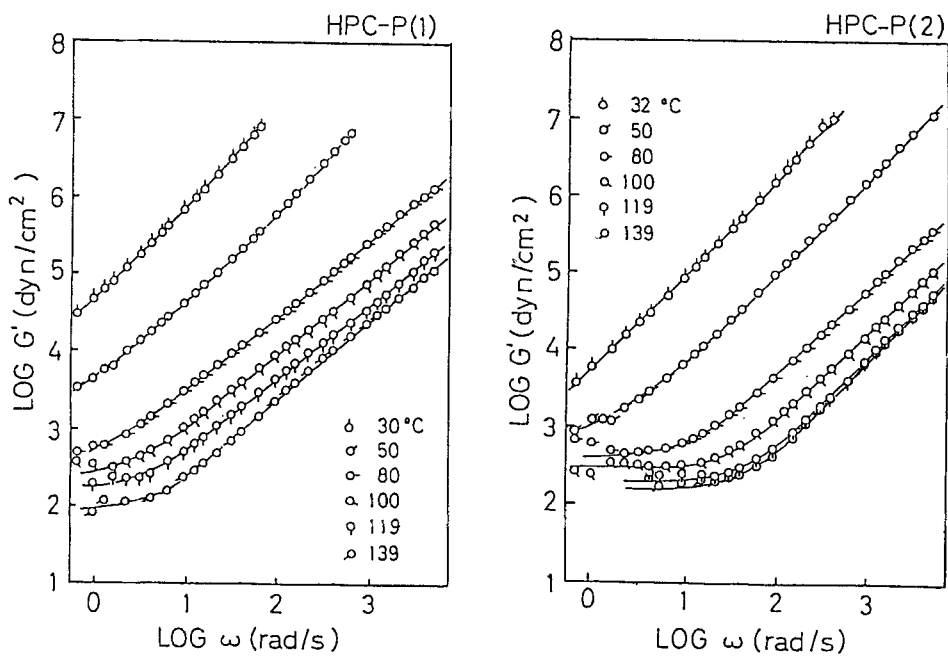 HPC-P(1)
8
7
6
5
4
3
2
1
LOG G' (dyn/cm²)
30 °C
50
80
100
119
139
0 1 2 3
LOG ω (rad/s)
HPC-P(2)
8
7
6
5
4
3
2
1
LOG G' (dyn/cm²)
32 °C
50
80
100
119
139
0 1 2 3
LOG ω (rad/s)